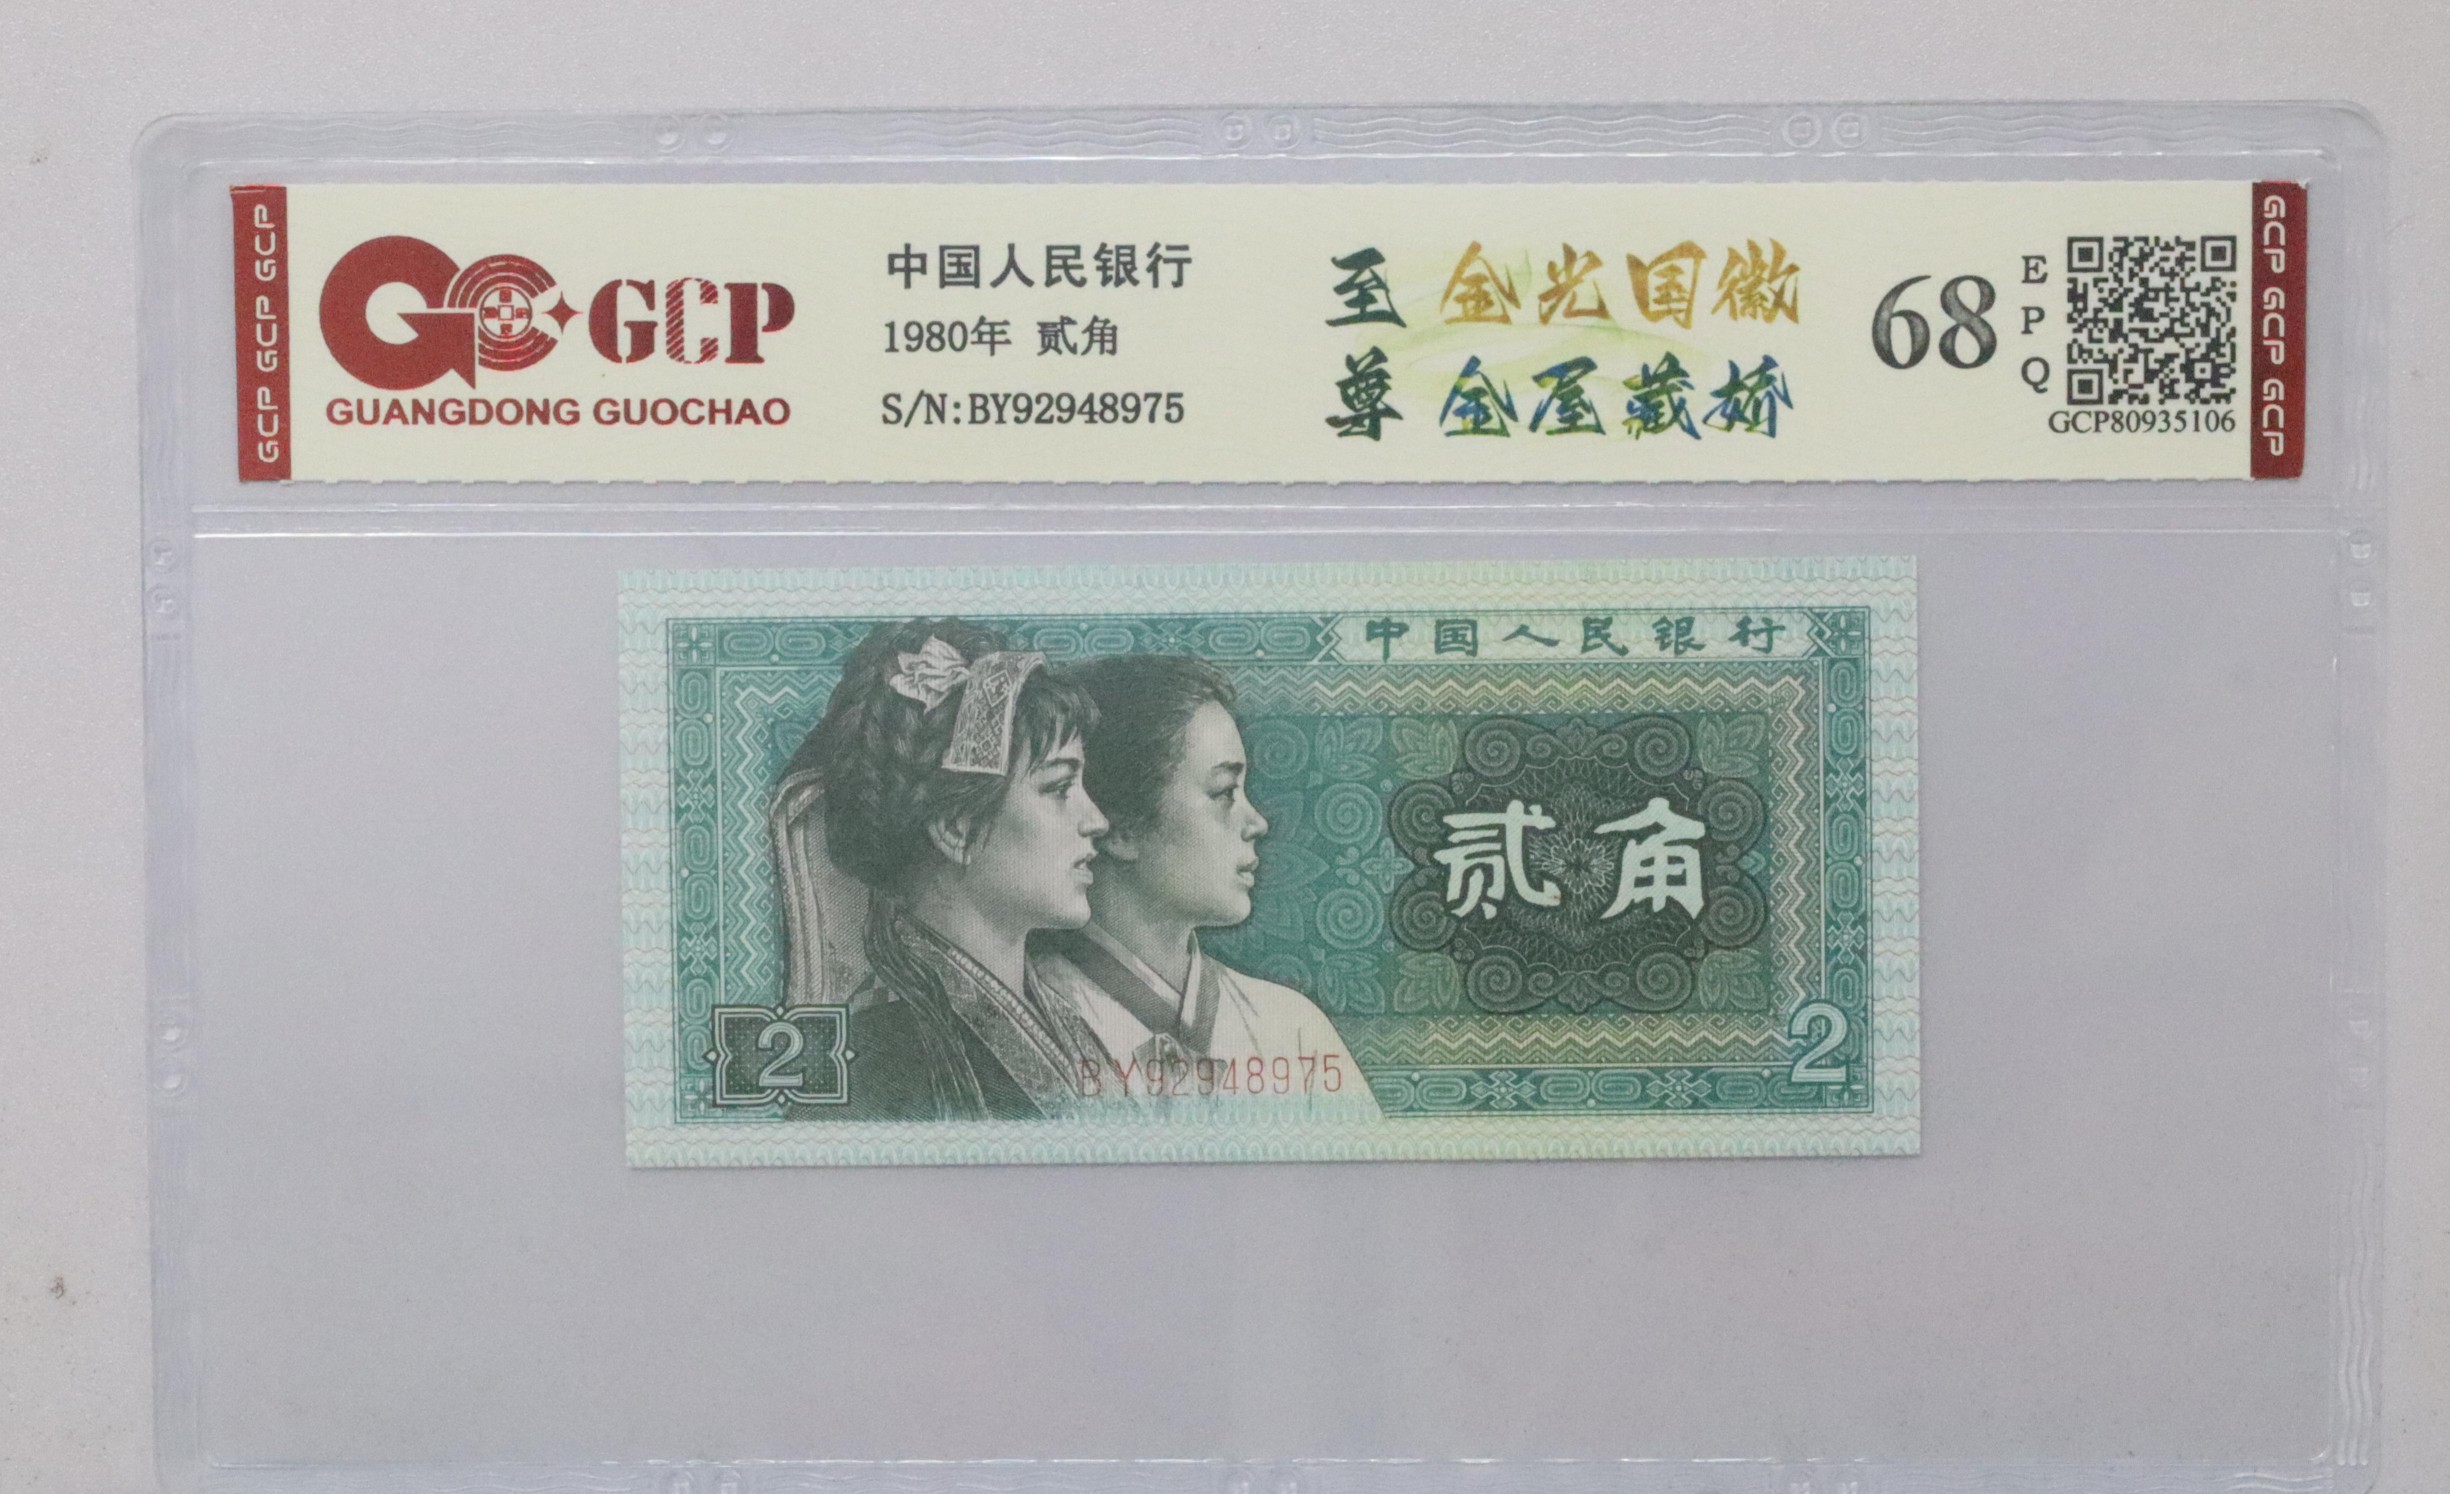 GCP GCP GCP
GCP
GUANGDONG GUOCHAO
中国人民银行
1980年 贰角
S/N:BY92948975
至尊
金光国徽
金屋藏娇
68
EPQ
GCP80935106
GCP GCP GCP
中国人民银行
贰角
2
BY92948975
2